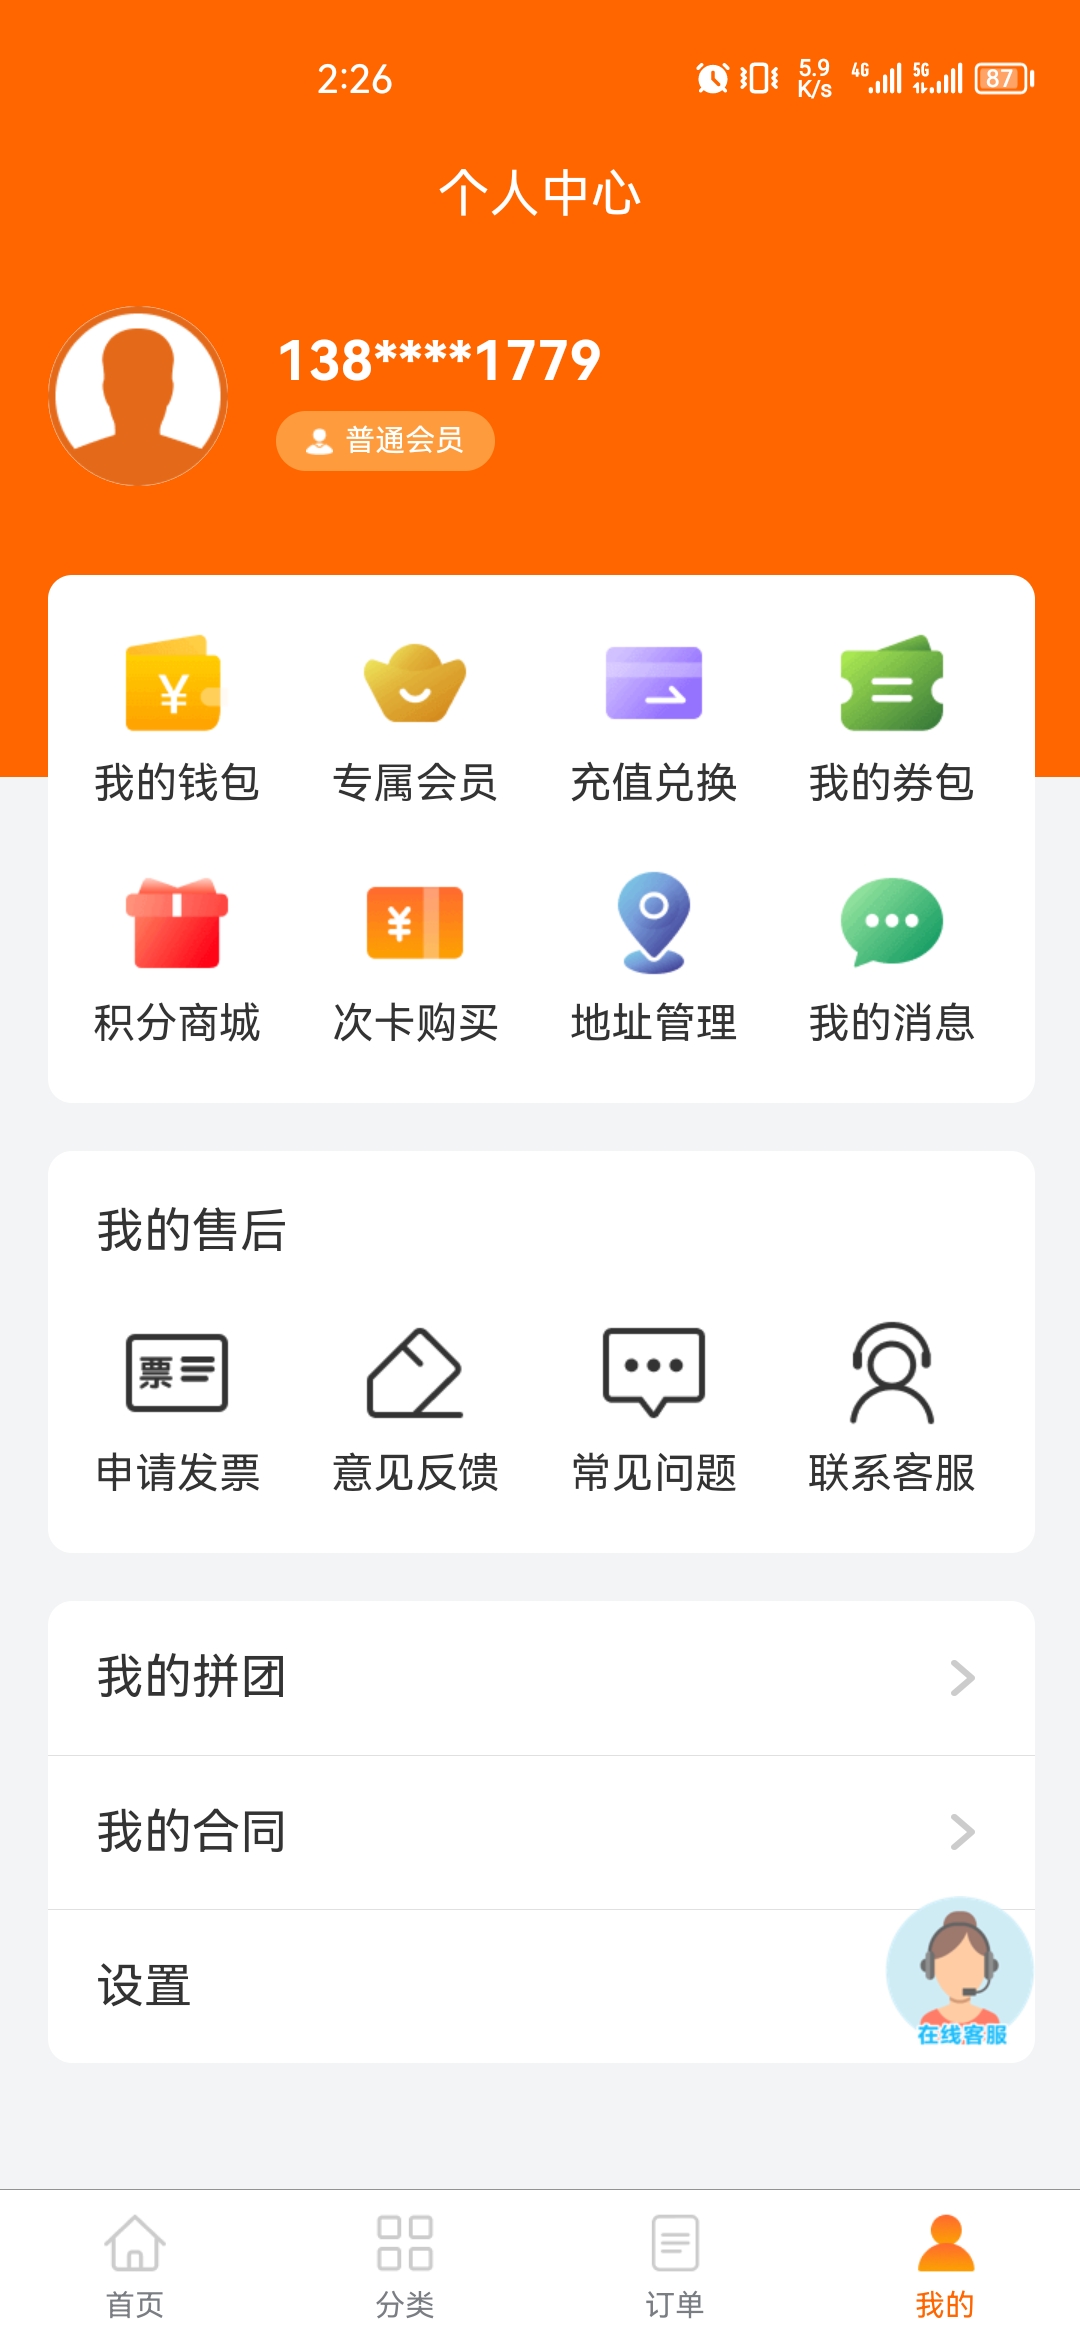 2:26
5.9 K/s 4G 5G 87
个人中心
138****1779
普通会员
¥
我的钱包 专属会员 充值兑换 我的券包
¥
积分商城 次卡购买 地址管理 我的消息
我的售后
票
申请发票 意见反馈 常见问题 联系客服
我的拼团
我的合同
设置
在线客服
首页 分类 订单 我的